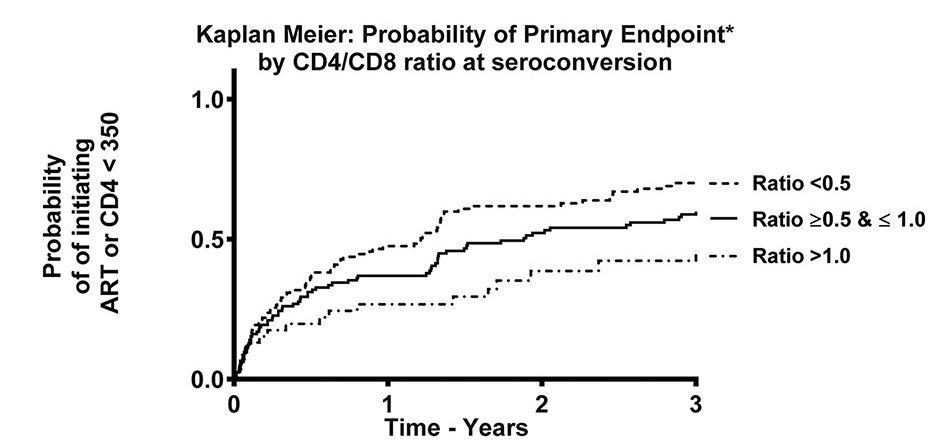 Kaplan Meier: Probability of Primary Endpoint*
by CD4/CD8 ratio at seroconversion
Probability
of of initiating
ART or CD4 < 350
1.0
0.5
0.0
0
1
2
3
Time - Years
Ratio <0.5
Ratio ≥0.5 & ≤ 1.0
Ratio >1.0